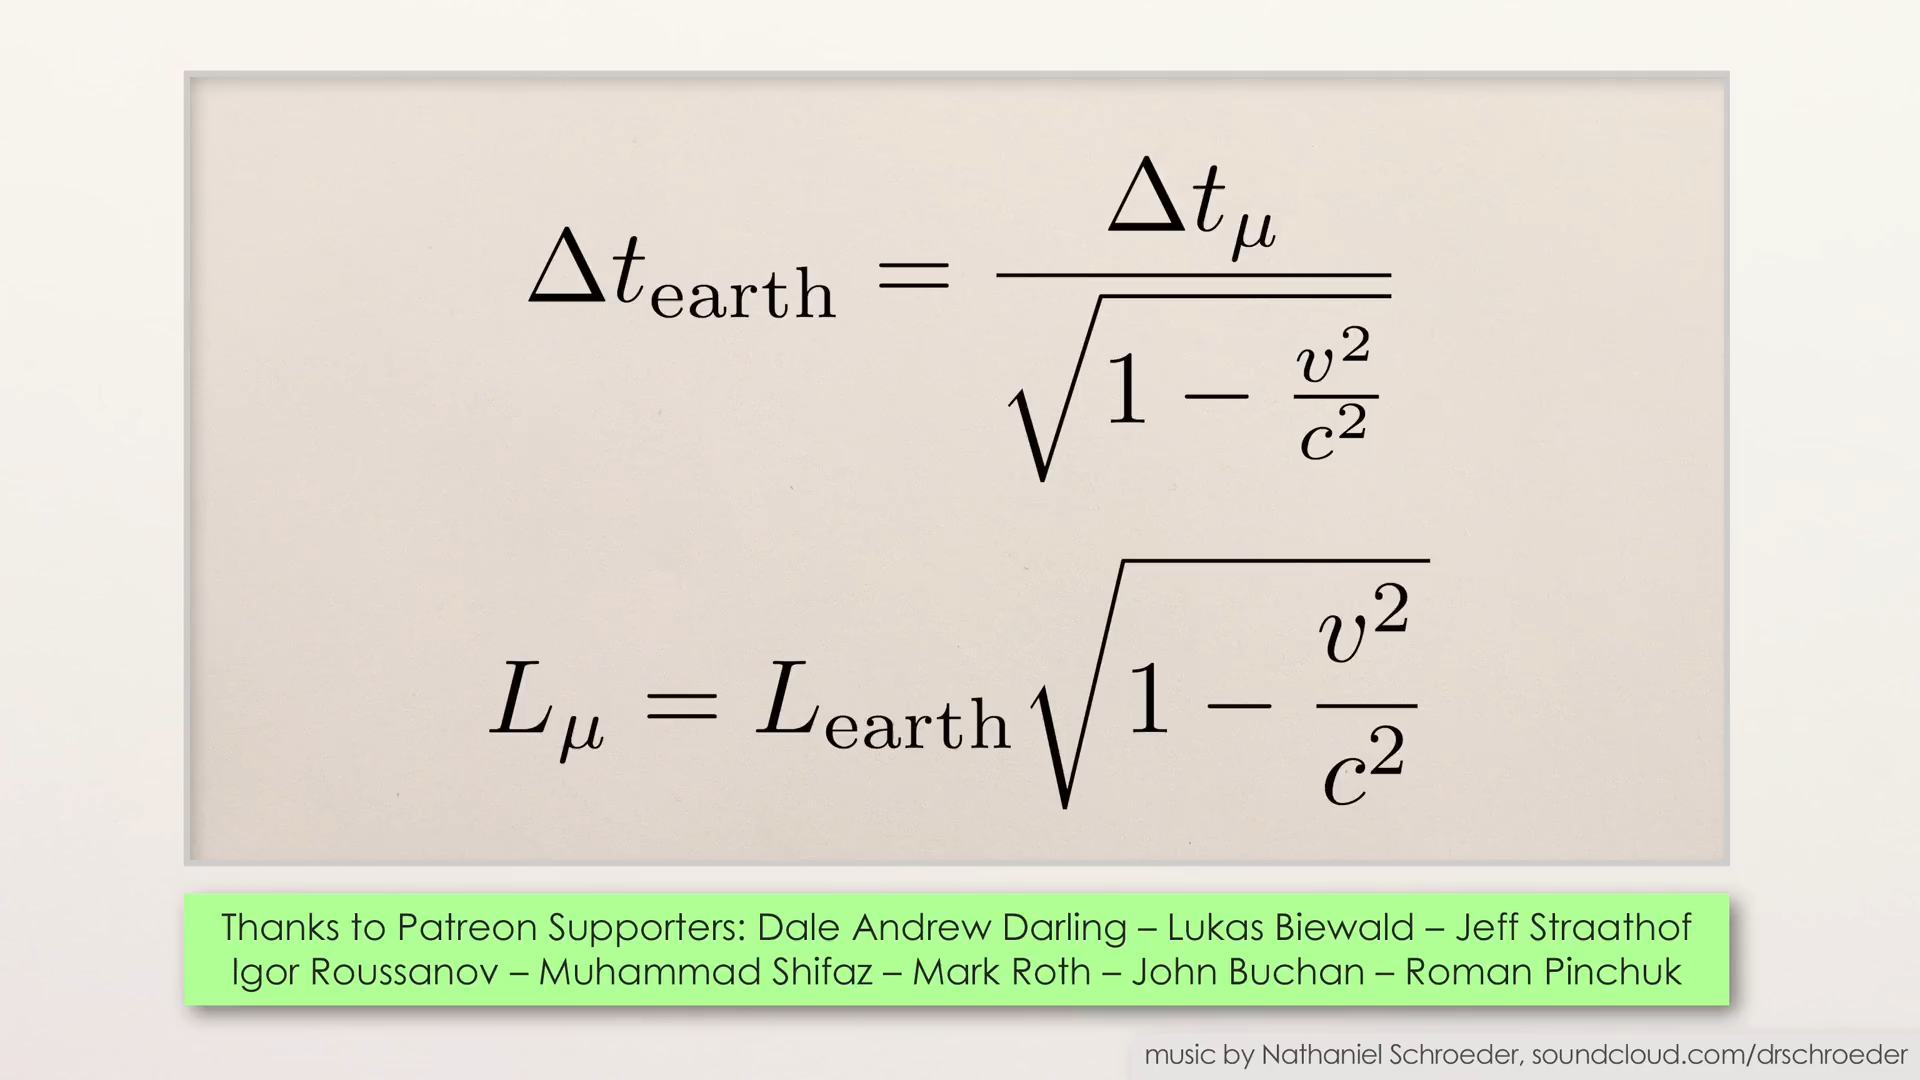 Δt_earth = Δt_μ / √(1 − v²/c²)
L_μ = L_earth √(1 − v²/c²)
Thanks to Patreon Supporters: Dale Andrew Darling – Lukas Biewald – Jeff Straathof
Igor Roussanov – Muhammad Shifaz – Mark Roth – John Buchan – Roman Pinchuk
music by Nathaniel Schroeder, soundcloud.com/drschroeder